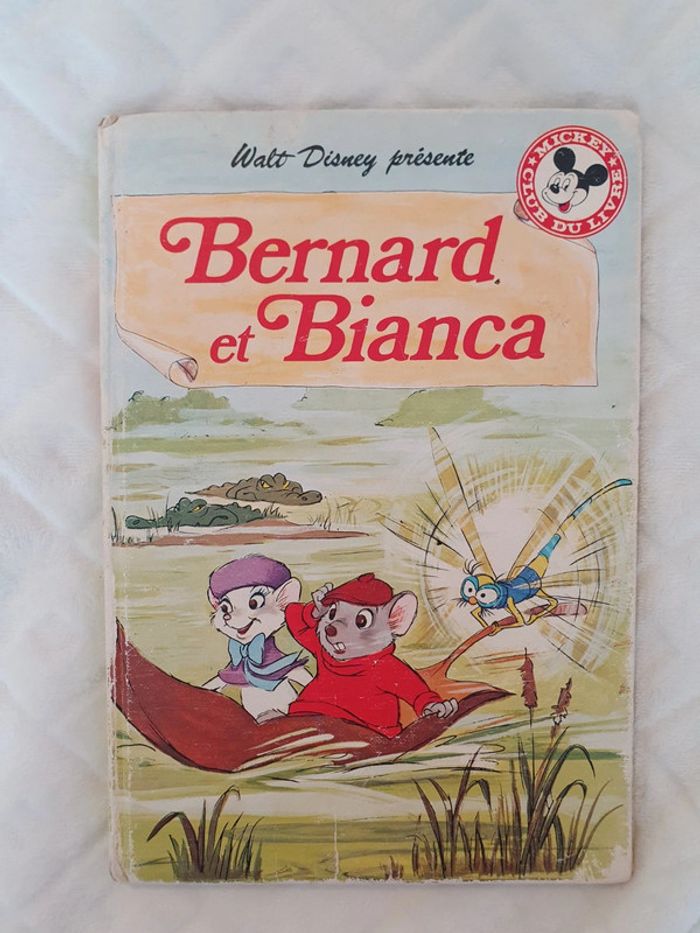 Walt Disney présente
★ MICKEY ★
CLUB DU LIVRE
Bernard
et Bianca